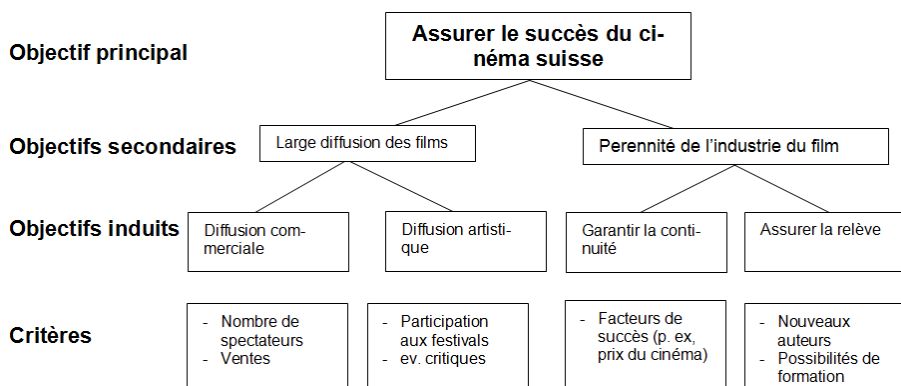 Objectif principal
Assurer le succès du ci-
néma suisse
Objectifs secondaires
Large diffusion des films
Perennité de l'industrie du film
Objectifs induits
Diffusion com-
merciale
Diffusion artisti-
que
Garantir la conti-
nuité
Assurer la relève
Critères
- Nombre de
spectateurs
- Ventes
- Participation
aux festivals
- ev. critiques
- Facteurs de
succès (p. ex,
prix du cinéma)
- Nouveaux
auteurs
- Possibilités de
formation